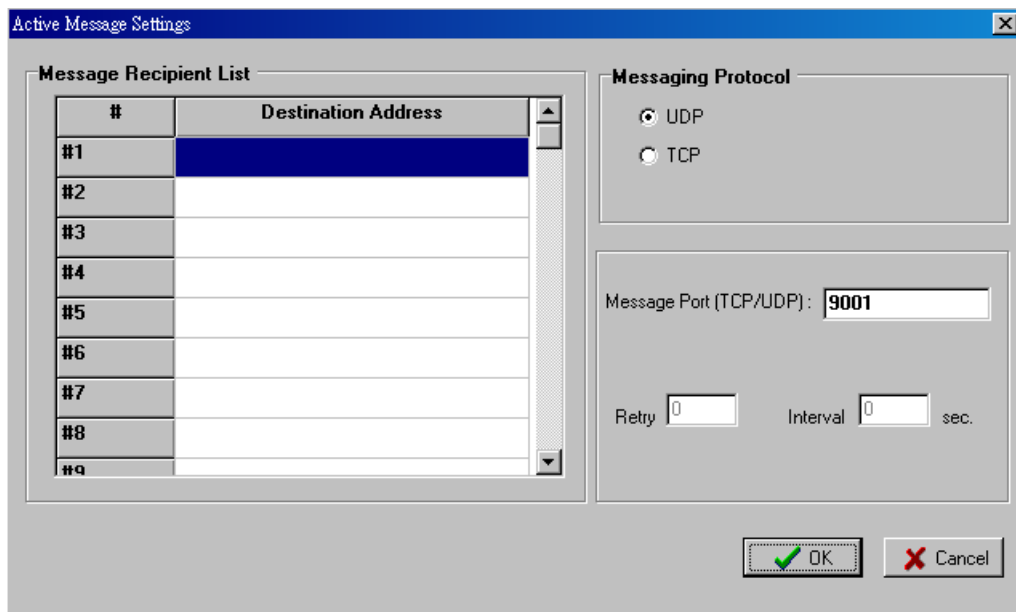 Active Message Settings
Message Recipient List
# Destination Address
#1
#2
#3
#4
#5
#6
#7
#8
#9
Messaging Protocol
UDP
TCP
Message Port (TCP/UDP) : 9001
Retry 0 Interval 0 sec.
OK Cancel